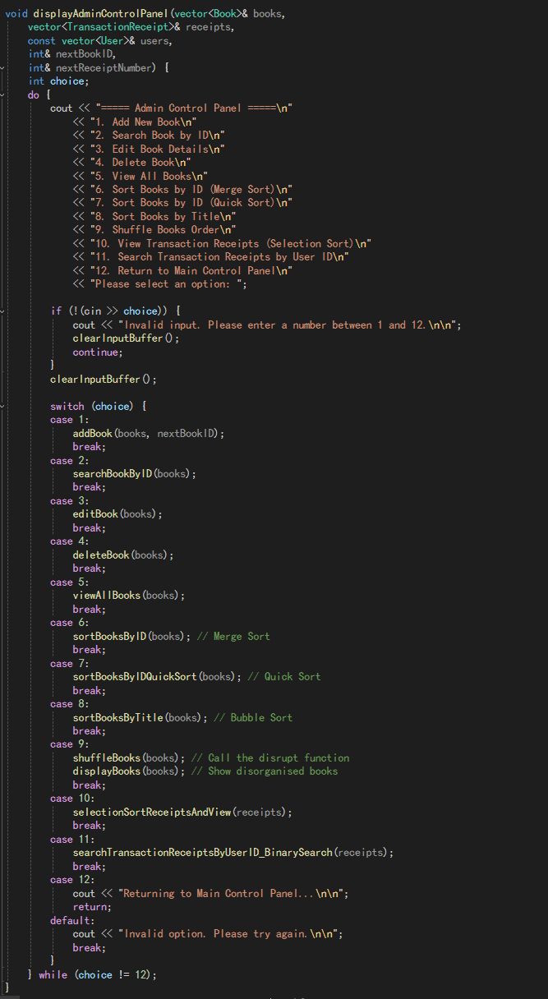 void displayAdminControlPanel(vector<Book>& books,
    vector<TransactionReceipt>& receipts,
    const vector<User>& users,
    int& nextBookID,
    int& nextReceiptNumber) {
    int choice;
    do {
        cout << "===== Admin Control Panel =====\n"
            << "1. Add New Book\n"
            << "2. Search Book by ID\n"
            << "3. Edit Book Details\n"
            << "4. Delete Book\n"
            << "5. View All Books\n"
            << "6. Sort Books by ID (Merge Sort)\n"
            << "7. Sort Books by ID (Quick Sort)\n"
            << "8. Sort Books by Title\n"
            << "9. Shuffle Books Order\n"
            << "10. View Transaction Receipts (Selection Sort)\n"
            << "11. Search Transaction Receipts by User ID\n"
            << "12. Return to Main Control Panel\n"
            << "Please select an option: ";

        if (!(cin >> choice)) {
            cout << "Invalid input. Please enter a number between 1 and 12.\n\n";
            clearInputBuffer();
            continue;
        }
        clearInputBuffer();

        switch (choice) {
        case 1:
            addBook(books, nextBookID);
            break;
        case 2:
            searchBookByID(books);
            break;
        case 3:
            editBook(books);
            break;
        case 4:
            deleteBook(books);
            break;
        case 5:
            viewAllBooks(books);
            break;
        case 6:
            sortBooksByID(books); // Merge Sort
            break;
        case 7:
            sortBooksByIDQuickSort(books); // Quick Sort
            break;
        case 8:
            sortBooksByTitle(books); // Bubble Sort
            break;
        case 9:
            shuffleBooks(books); // Call the disrupt function
            displayBooks(books); // Show disorganised books
            break;
        case 10:
            selectionSortReceiptsAndView(receipts);
            break;
        case 11:
            searchTransactionReceiptsByUserID_BinarySearch(receipts);
            break;
        case 12:
            cout << "Returning to Main Control Panel...\n\n";
            return;
        default:
            cout << "Invalid option. Please try again.\n\n";
            break;
        }
    } while (choice != 12);
}